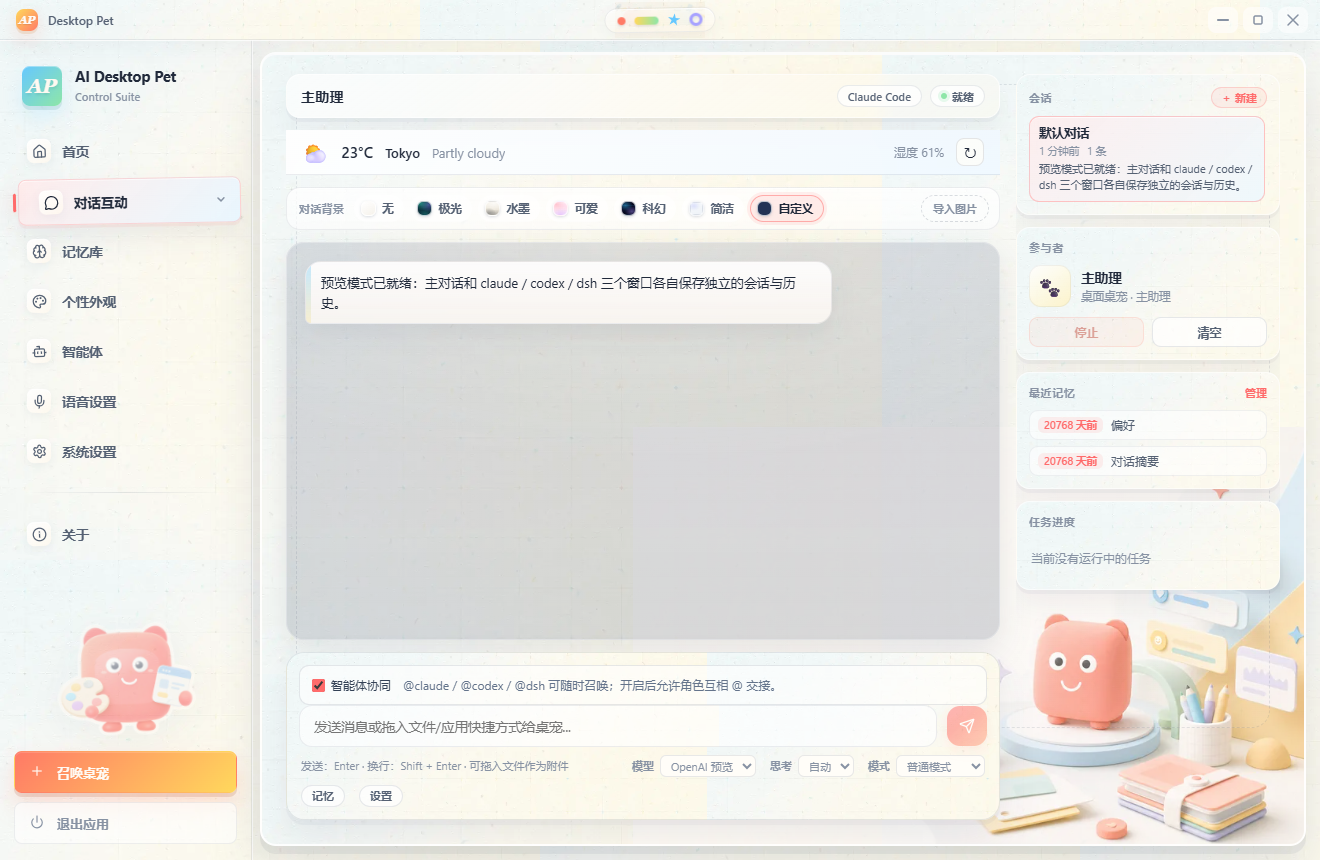 AP Desktop Pet
AP
AI Desktop Pet
Control Suite
首页
对话互动
记忆库
个性外观
智能体
语音设置
系统设置
关于
+ 召唤桌宠
退出应用
主助理
Claude Code
就绪
23°C Tokyo Partly cloudy
湿度 61%
对话背景 无 极光 水墨 可爱 科幻 简洁 自定义 导入图片
预览模式已就绪：主对话和 claude / codex / dsh 三个窗口各自保存独立的会话与历
史。
智能体协同 @claude / @codex / @dsh 可随时召唤；开启后允许角色互相 @ 交接。
发送消息或拖入文件/应用快捷方式给桌宠...
发送：Enter · 换行：Shift + Enter · 可拖入文件作为附件
模型 OpenAI 预览 思考 自动 模式 普通模式
记忆 设置
会话 + 新建
默认对话
1 分钟前 1 条
预览模式已就绪：主对话和 claude / codex /
dsh 三个窗口各自保存独立的会话与历史。
参与者
主助理
桌面桌宠 · 主助理
停止 清空
最近记忆 管理
20768 天前 偏好
20768 天前 对话摘要
任务进度
当前没有运行中的任务